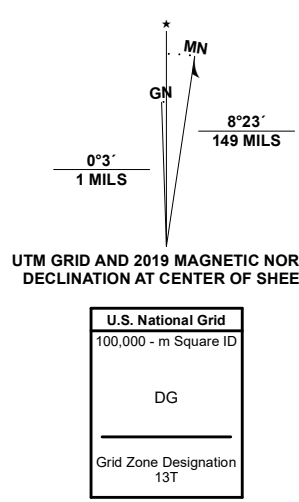 ★
MN
GN
8°23´
149 MILS
0°3´
1 MILS
UTM GRID AND 2019 MAGNETIC NOR
DECLINATION AT CENTER OF SHEE
U.S. National Grid
100,000 - m Square ID
DG
Grid Zone Designation
13T